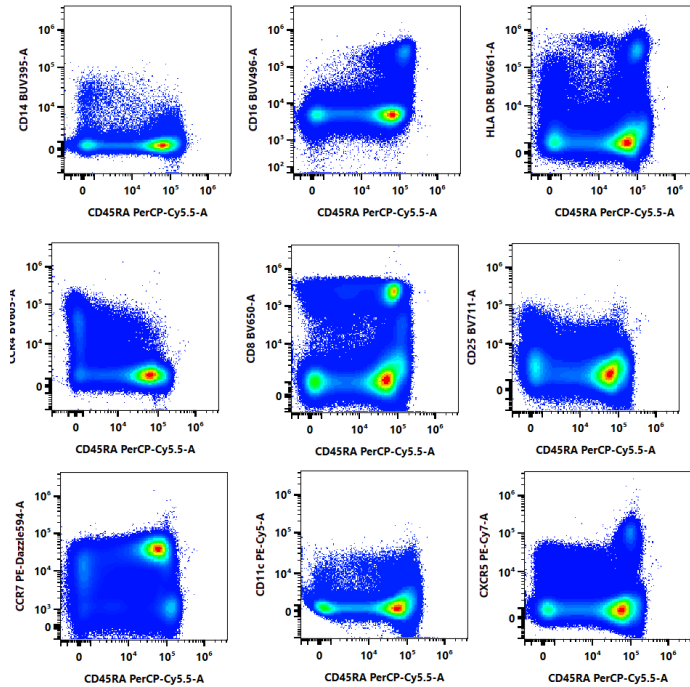 CD14 BUV395-A
10⁶
10⁵
10⁴
0
0 10⁴ 10⁵ 10⁶
CD45RA PerCP-Cy5.5-A
CD16 BUV496-A
10⁶
10⁵
10⁴
10³
10²
0 10⁴ 10⁵ 10⁶
CD45RA PerCP-Cy5.5-A
HLA DR BUV661-A
10⁶
10⁵
10⁴
0
0 10⁴ 10⁵ 10⁶
CD45RA PerCP-Cy5.5-A
CCR4 BV605-A
10⁶
10⁵
10⁴
0
0 10⁴ 10⁵ 10⁶
CD45RA PerCP-Cy5.5-A
CD8 BV650-A
10⁶
10⁵
10⁴
0
0 10⁴ 10⁵ 10⁶
CD45RA PerCP-Cy5.5-A
CD25 BV711-A
10⁶
10⁵
10⁴
0
0 10⁴ 10⁵ 10⁶
CD45RA PerCP-Cy5.5-A
CCR7 PE-Dazzle594-A
10⁶
10⁵
10⁴
10³
0
0 10⁴ 10⁵ 10⁶
CD45RA PerCP-Cy5.5-A
CD11c PE-Cy5-A
10⁶
10⁵
10⁴
0
0 10⁴ 10⁵ 10⁶
CD45RA PerCP-Cy5.5-A
CXCR5 PE-Cy7-A
10⁶
10⁵
10⁴
0
0 10⁴ 10⁵ 10⁶
CD45RA PerCP-Cy5.5-A